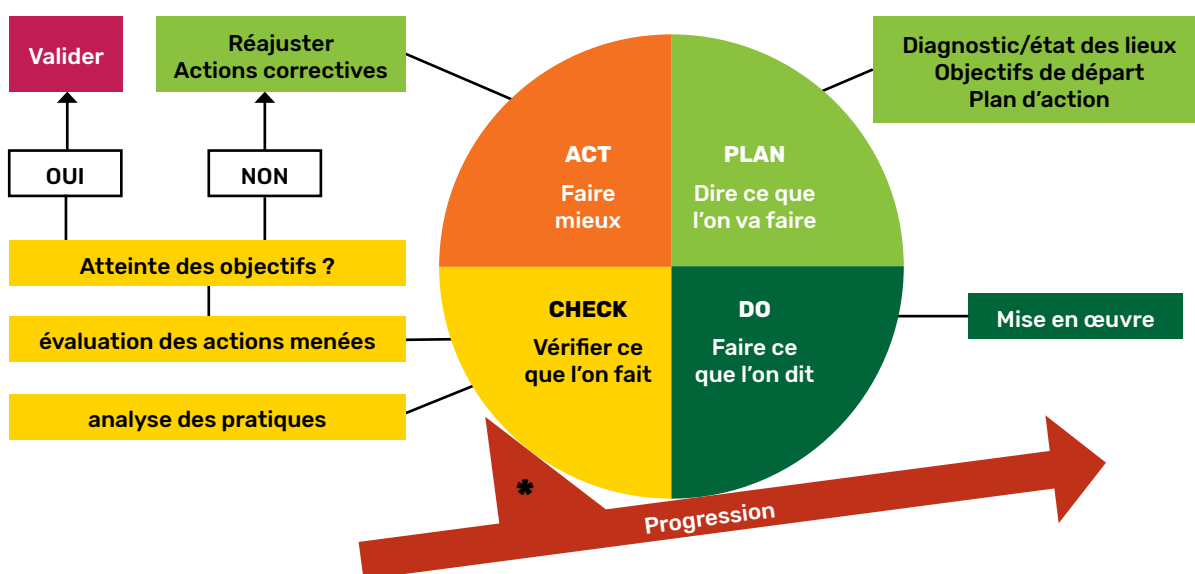 Valider
Réajuster
Actions correctives
OUI
NON
Atteinte des objectifs ?
évaluation des actions menées
analyse des pratiques
ACT
Faire
mieux
PLAN
Dire ce que
l’on va faire
CHECK
Vérifier ce
que l’on fait
DO
Faire ce
que l’on dit
Diagnostic/état des lieux
Objectifs de départ
Plan d’action
Mise en œuvre
*
Progression